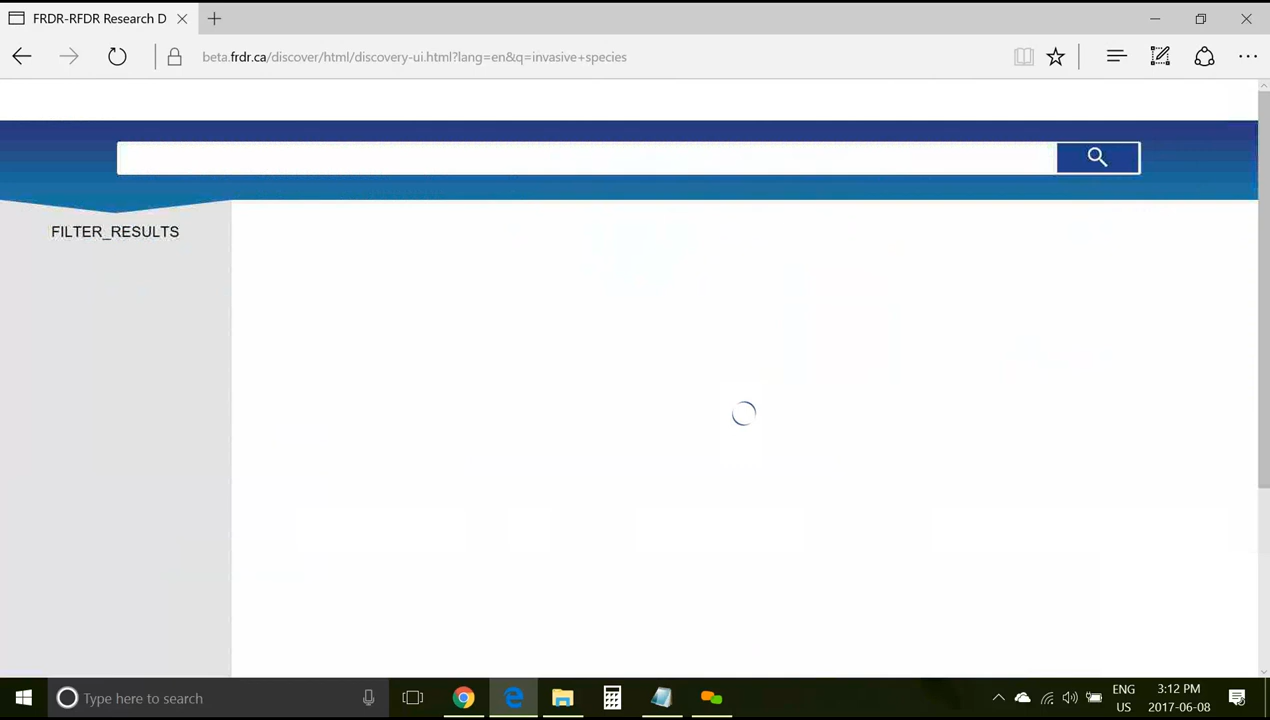 FRDR-RFDR Research D
beta.frdr.ca/discover/html/discovery-ui.html?lang=en&q=invasive+species
FILTER_RESULTS
Type here to search
ENG
US
3:12 PM
2017-06-08